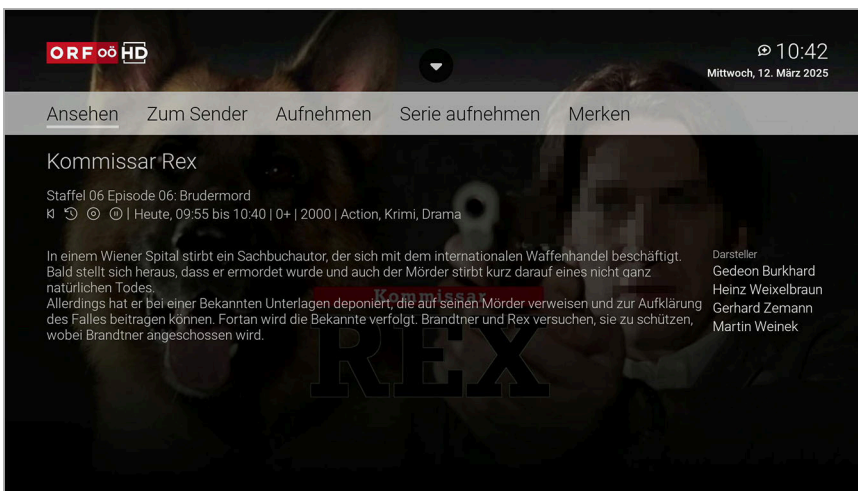 ORF oö HD
10:42
Mittwoch, 12. März 2025
Ansehen Zum Sender Aufnehmen Serie aufnehmen Merken
Kommissar Rex
Staffel 06 Episode 06: Brudermord
| Heute, 09:55 bis 10:40 | 0+ | 2000 | Action, Krimi, Drama
In einem Wiener Spital stirbt ein Sachbuchautor, der sich mit dem internationalen Waffenhandel beschäftigt.
Bald stellt sich heraus, dass er ermordet wurde und auch der Mörder stirbt kurz darauf eines nicht ganz
natürlichen Todes.
Allerdings hat er bei einer Bekannten Unterlagen deponiert, die auf seinen Mörder verweisen und zur Aufklärung
des Falles beitragen können. Fortan wird die Bekannte verfolgt. Brandtner und Rex versuchen, sie zu schützen,
wobei Brandtner angeschossen wird.
Darsteller
Gedeon Burkhard
Heinz Weixelbraun
Gerhard Zemann
Martin Weinek
Kommissar
REX